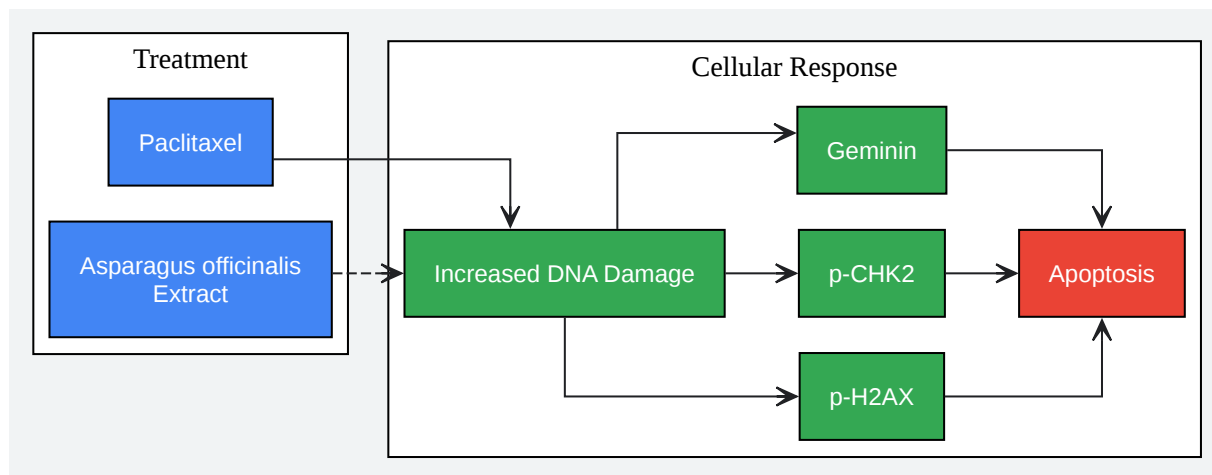 Treatment
Paclitaxel
Asparagus officinalis
Extract
Cellular Response
Increased DNA Damage
Geminin
p-CHK2
p-H2AX
Apoptosis